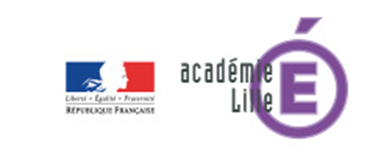 Liberté • Égalité • Fraternité
RÉPUBLIQUE FRANÇAISE
académie
Lille
É